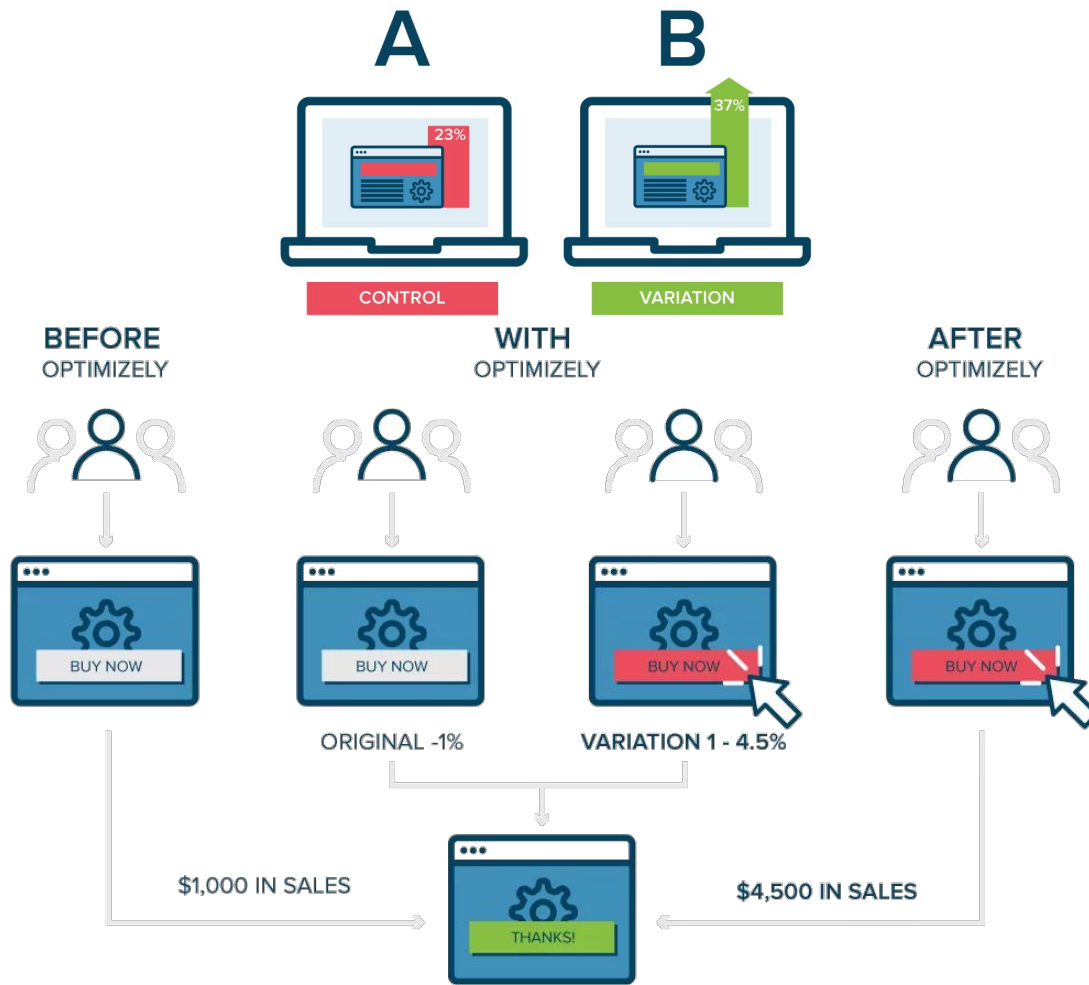 A
B
23%
37%
CONTROL
VARIATION
BEFORE
OPTIMIZELY
WITH
OPTIMIZELY
AFTER
OPTIMIZELY
BUY NOW
BUY NOW
BUY NOW
BUY NOW
ORIGINAL -1%
VARIATION 1 - 4.5%
$1,000 IN SALES
$4,500 IN SALES
THANKS!